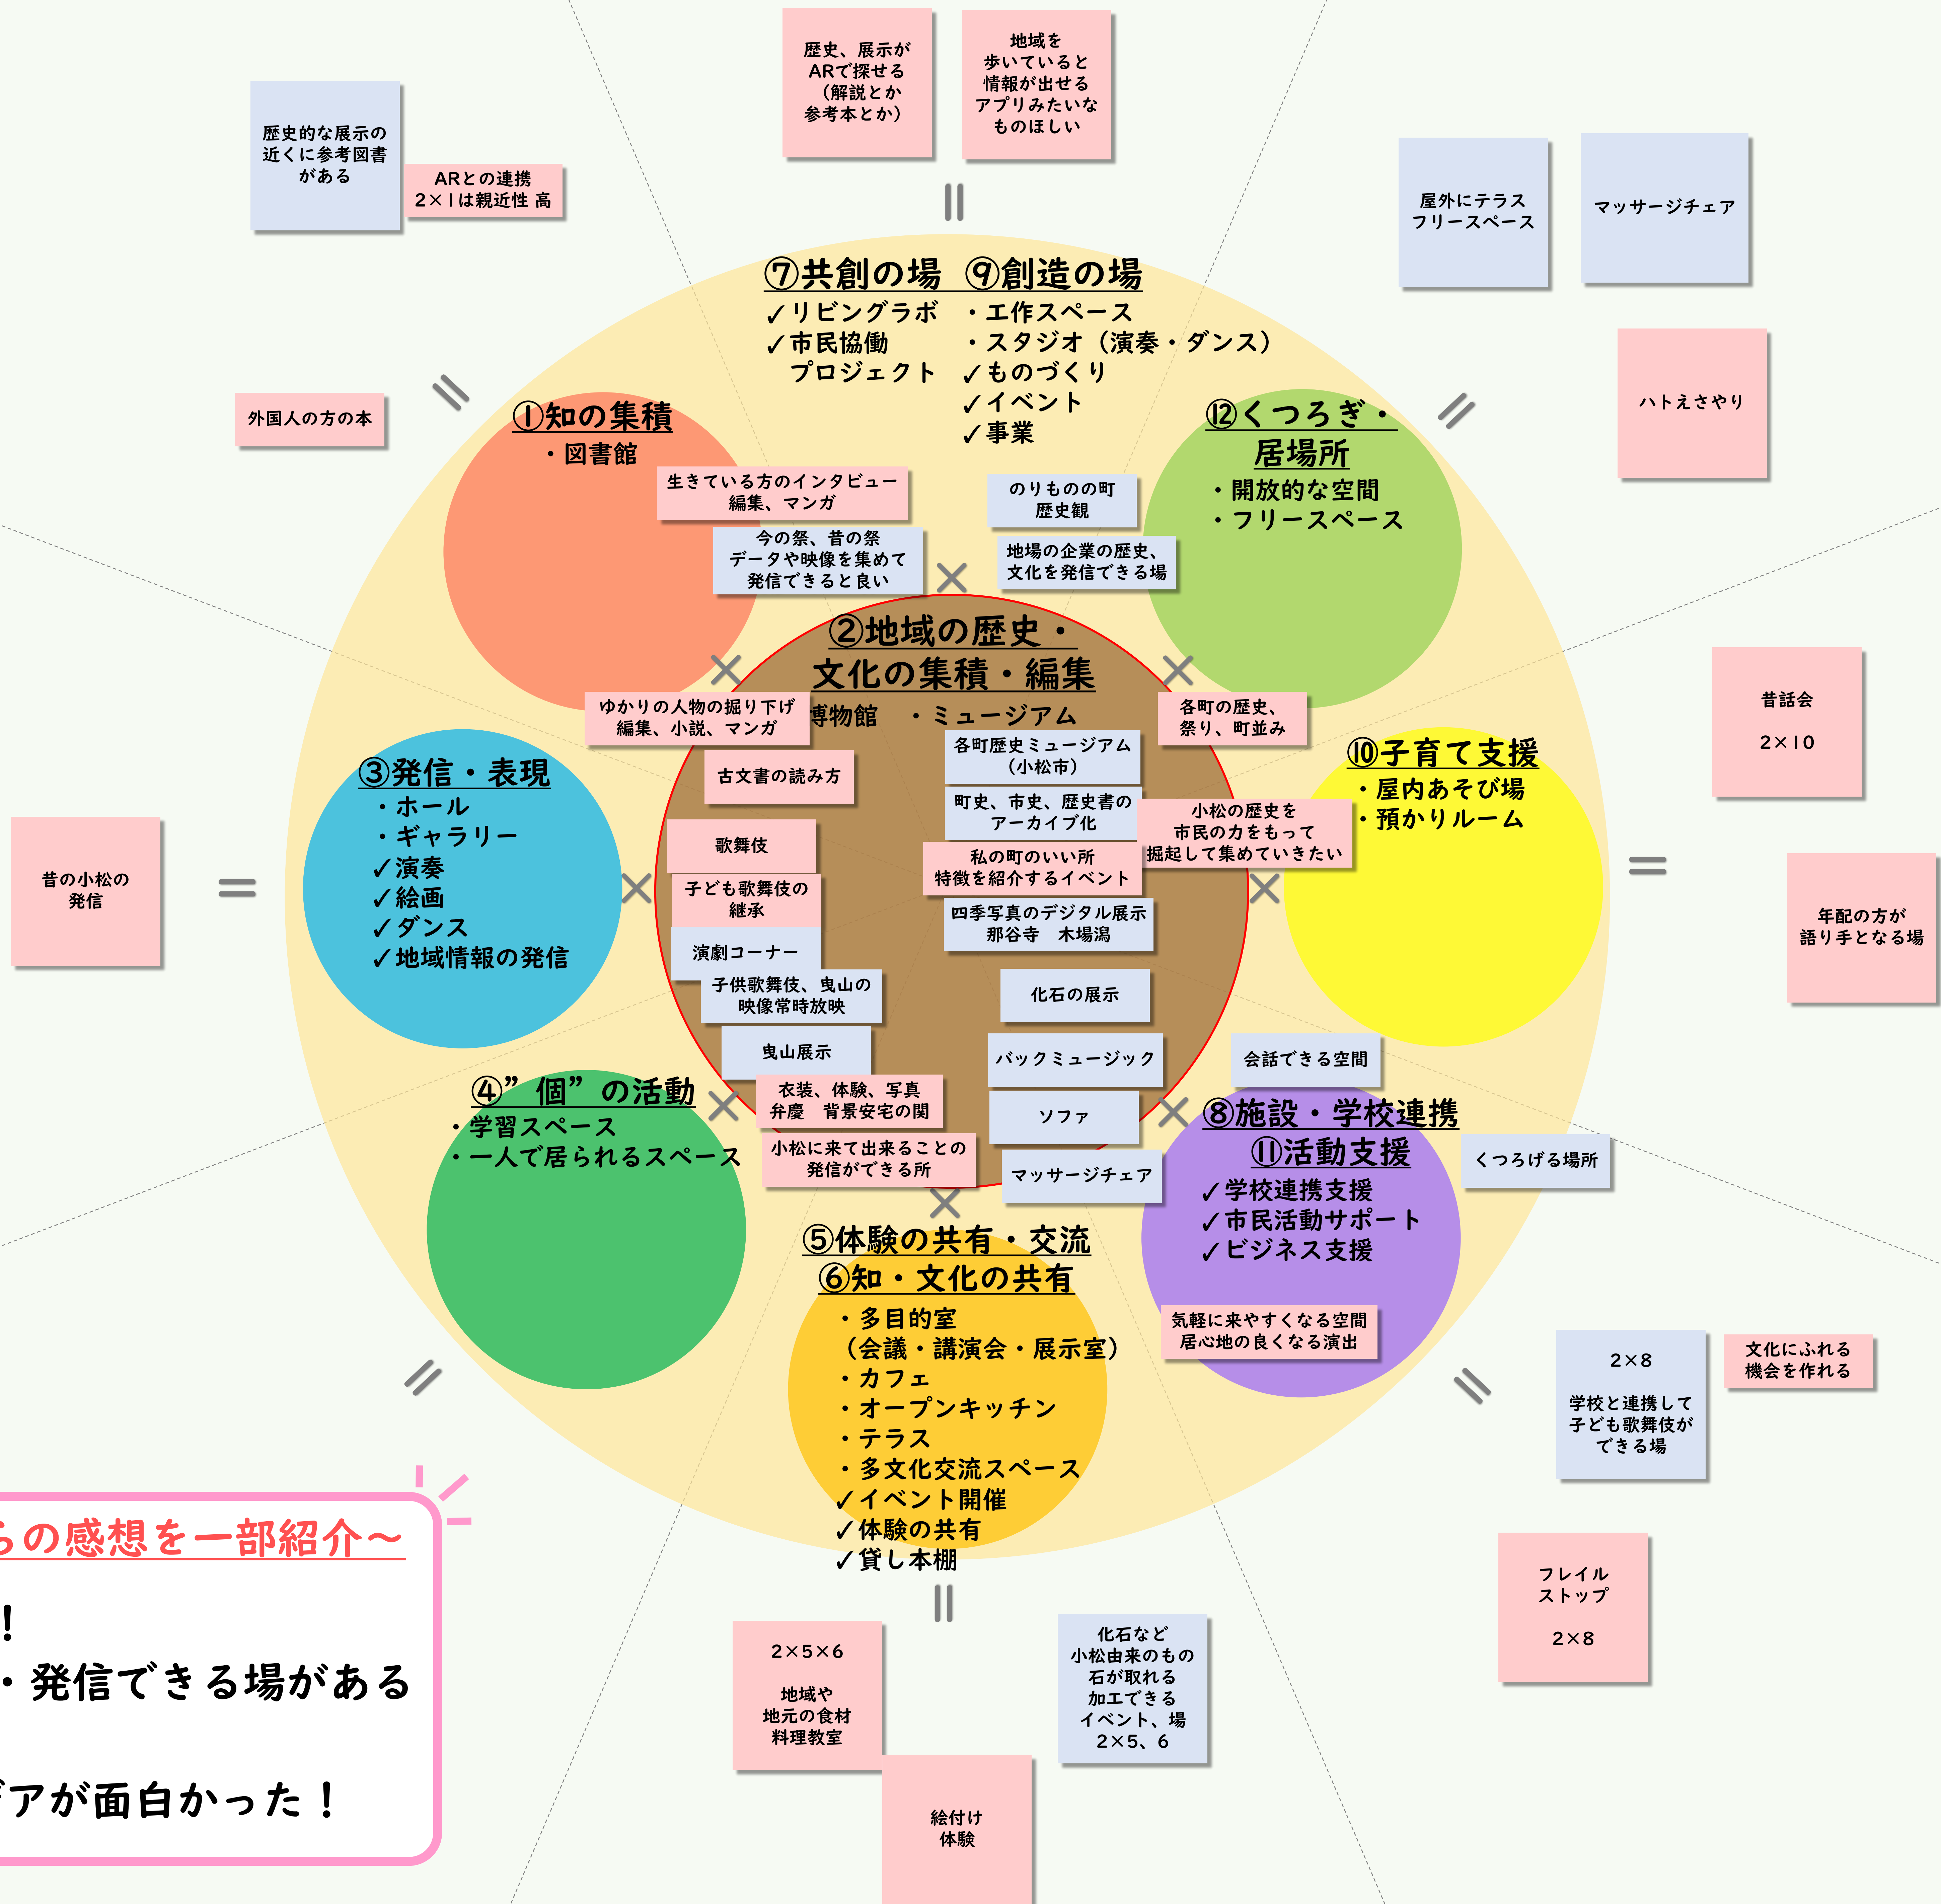 歴史、展示が
ARで探せる
（解説とか
参考本とか）
地域を
歩いていると
情報が出せる
アプリみたいな
ものほしい
歴史的な展示の
近くに参考図書
がある
ARとの連携
2×1は親近性 高
屋外にテラス
フリースペース
マッサージチェア
外国人の方の本
ハトえさやり
⑦共創の場
✓リビングラボ
✓市民協働
プロジェクト
⑨創造の場
・工作スペース
・スタジオ（演奏・ダンス）
✓ものづくり
✓イベント
✓事業
①知の集積
・図書館
⑫くつろぎ・
居場所
・開放的な空間
・フリースペース
生きている方のインタビュー
編集、マンガ
今の祭、昔の祭
データや映像を集めて
発信できると良い
のりものの町
歴史観
地場の企業の歴史、
文化を発信できる場
×
②地域の歴史・
文化の集積・編集
博物館　・ミュージアム
×
×
ゆかりの人物の掘り下げ
編集、小説、マンガ
各町の歴史、
祭り、町並み
古文書の読み方
歌舞伎
子ども歌舞伎の
継承
演劇コーナー
子供歌舞伎、曳山の
映像常時放映
曳山展示
衣装、体験、写真
弁慶　背景安宅の関
小松に来て出来ることの
発信ができる所
各町歴史ミュージアム
（小松市）
町史、市史、歴史書の
アーカイブ化
小松の歴史を
市民の力をもって
掘起して集めていきたい
私の町のいい所
特徴を紹介するイベント
四季写真のデジタル展示
那谷寺　木場潟
化石の展示
バックミュージック
ソファ
マッサージチェア
③発信・表現
・ホール
・ギャラリー
✓演奏
✓絵画
✓ダンス
✓地域情報の発信
×
×
昔の小松の
発信
=
⑩子育て支援
・屋内あそび場
・預かりルーム
=
昔話会
2×10
年配の方が
語り手となる場
④”個”の活動
・学習スペース
・一人で居られるスペース
×
×
会話できる空間
⑧施設・学校連携
⑪活動支援
✓学校連携支援
✓市民活動サポート
✓ビジネス支援
くつろげる場所
気軽に来やすくなる空間
居心地の良くなる演出
×
⑤体験の共有・交流
⑥知・文化の共有
・多目的室
（会議・講演会・展示室）
・カフェ
・オープンキッチン
・テラス
・多文化交流スペース
✓イベント開催
✓体験の共有
✓貸し本棚
2×8
学校と連携して
子ども歌舞伎が
できる場
文化にふれる
機会を作れる
フレイル
ストップ
2×8
2×5×6
地域や
地元の食材
料理教室
化石など
小松由来のもの
石が取れる
加工できる
イベント、場
2×5、6
絵付け
体験
らの感想を一部紹介～
！
・発信できる場がある
アが面白かった！